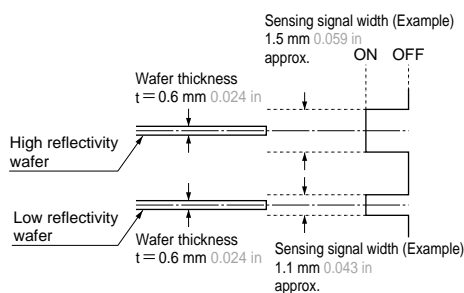 Sensing signal width (Example)
1.5 mm 0.059 in
approx.
ON OFF
Wafer thickness
t＝0.6 mm 0.024 in
High reflectivity
wafer
Low reflectivity
wafer
Wafer thickness
t＝0.6 mm 0.024 in
Sensing signal width (Example)
1.1 mm 0.043 in
approx.